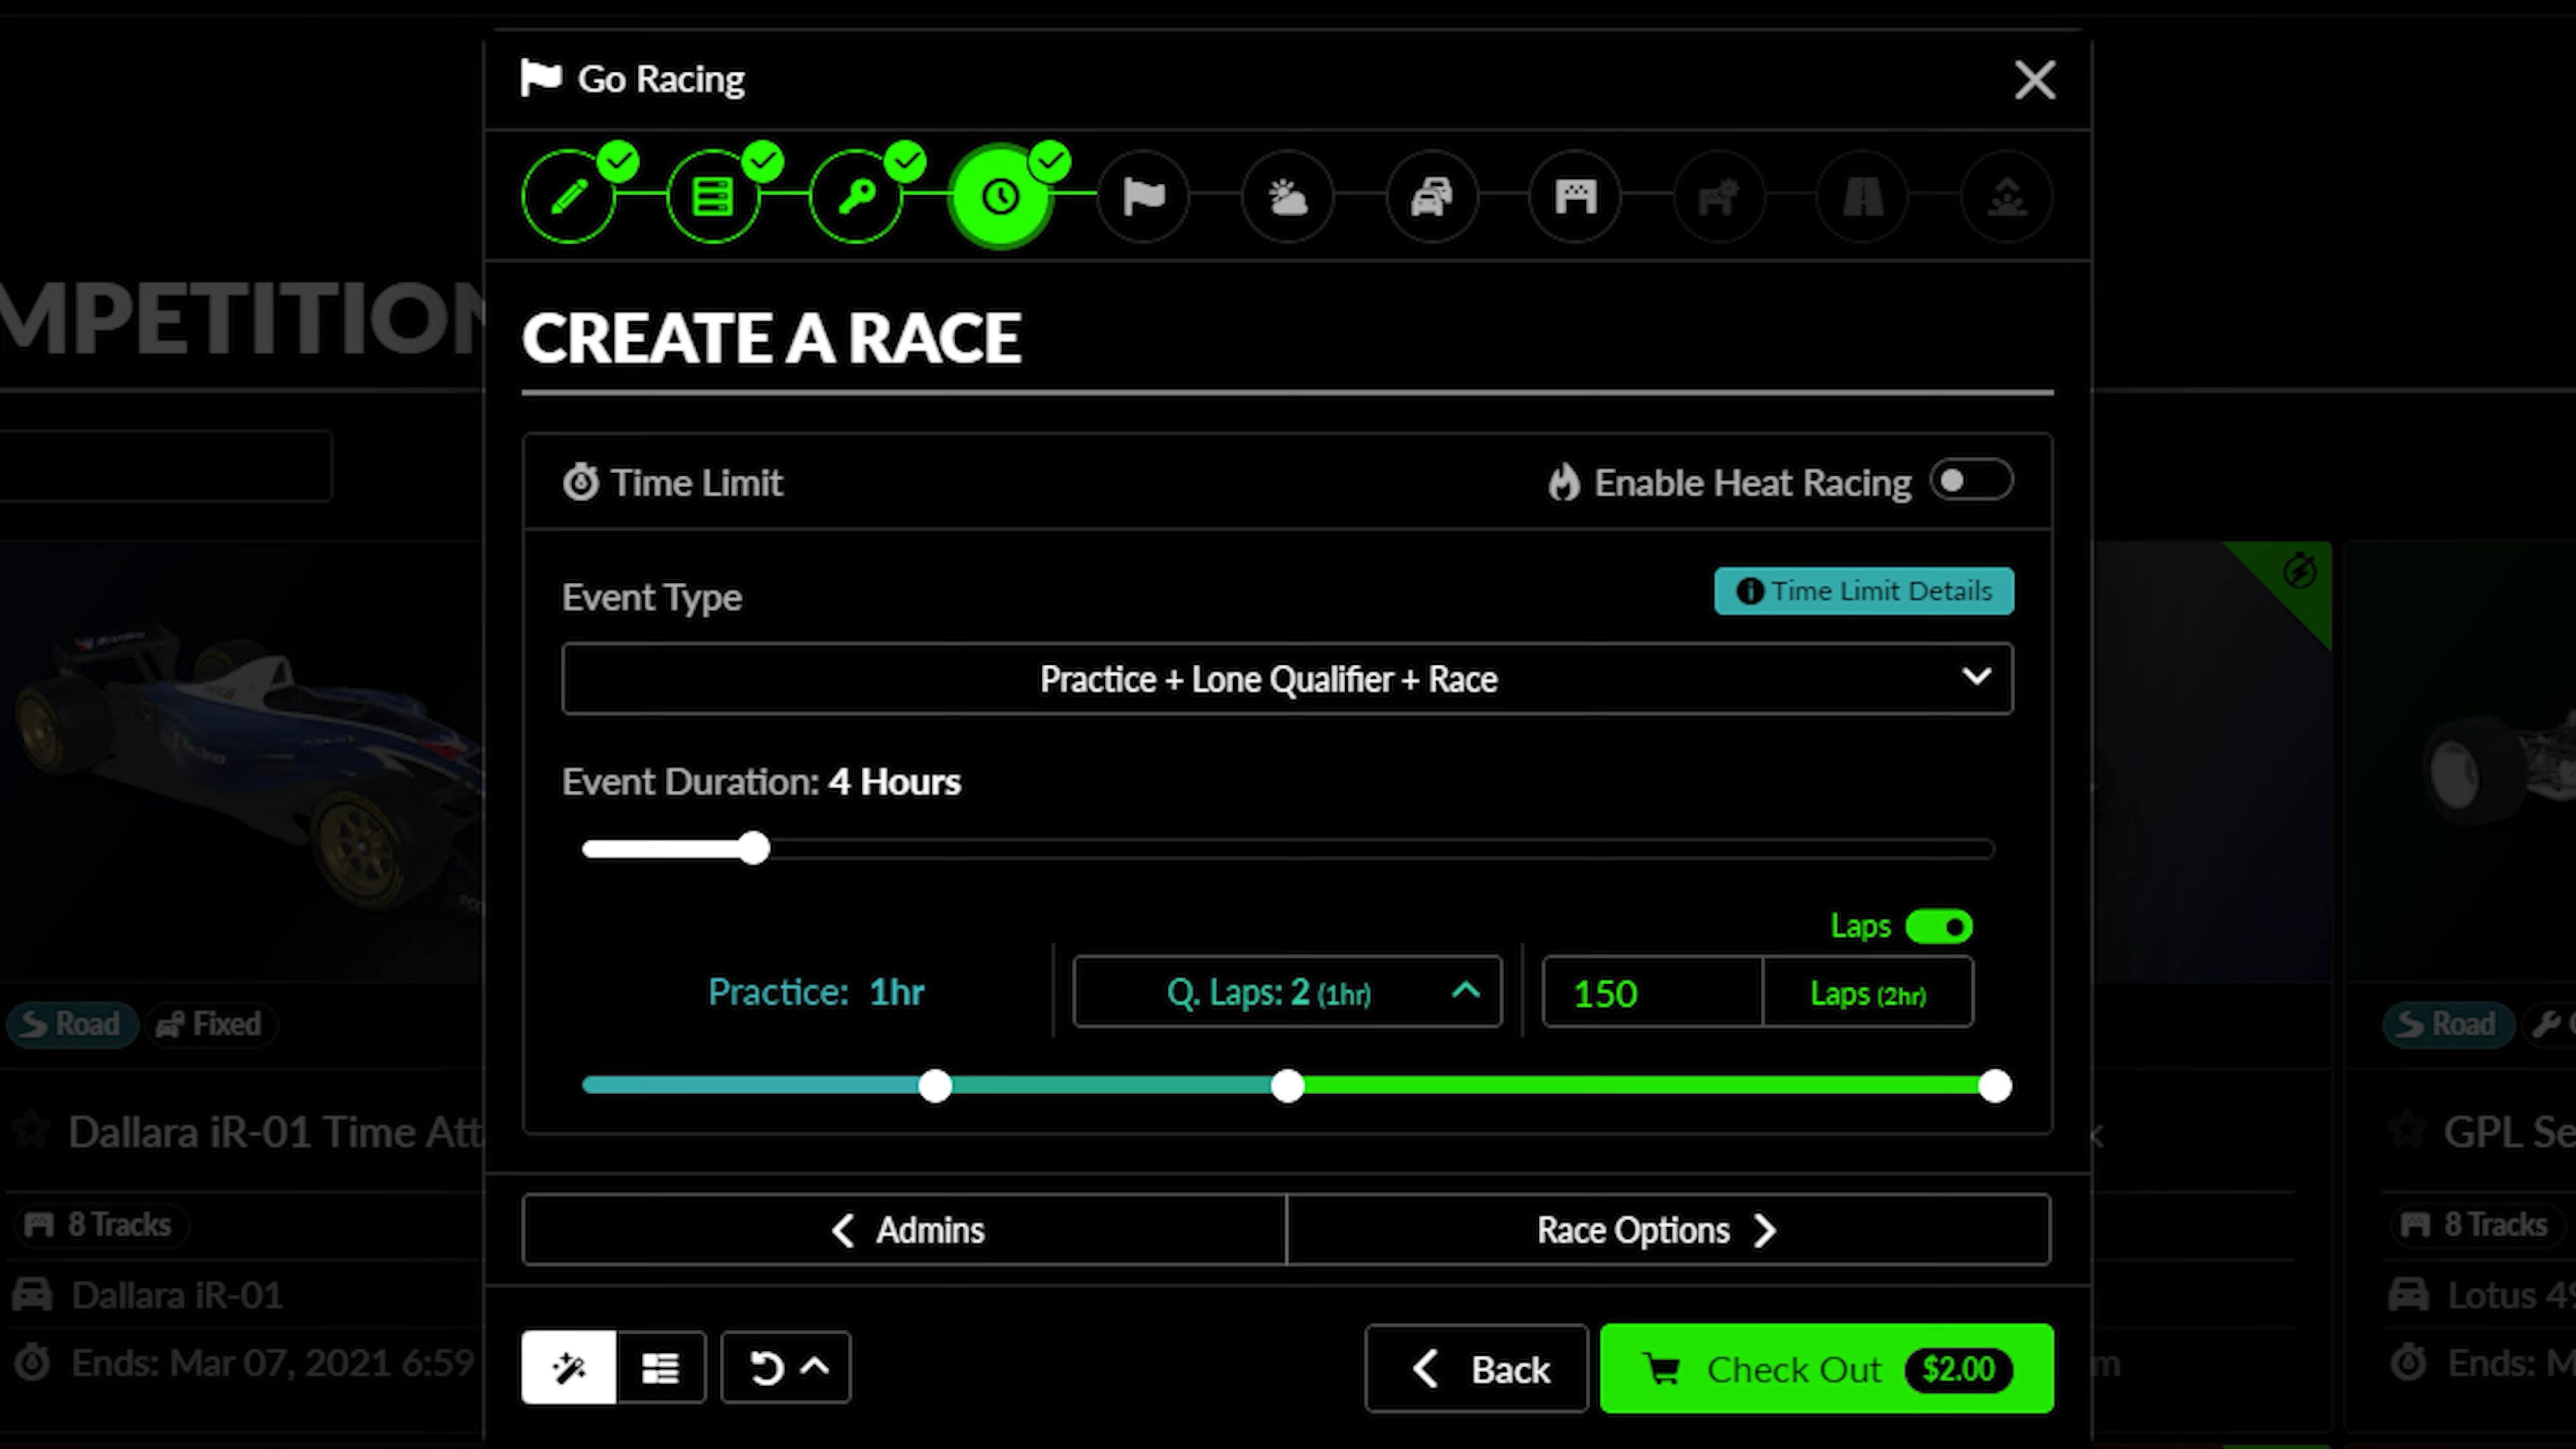 Go Racing
MPETITION
CREATE A RACE
Time Limit
Enable Heat Racing
Event Type
Time Limit Details
Practice + Lone Qualifier + Race
Event Duration: 4 Hours
Laps
Practice: 1hr
Q. Laps: 2 (1hr)
150
Laps (2hr)
Road
Fixed
Road
Dallara iR-01 Time Att
GPL Se
8 Tracks
8 Tracks
Admins
Race Options
Dallara iR-01
Lotus 49
Ends: Mar 07, 2021 6:59
Back
Check Out
$2.00
m
Ends: M